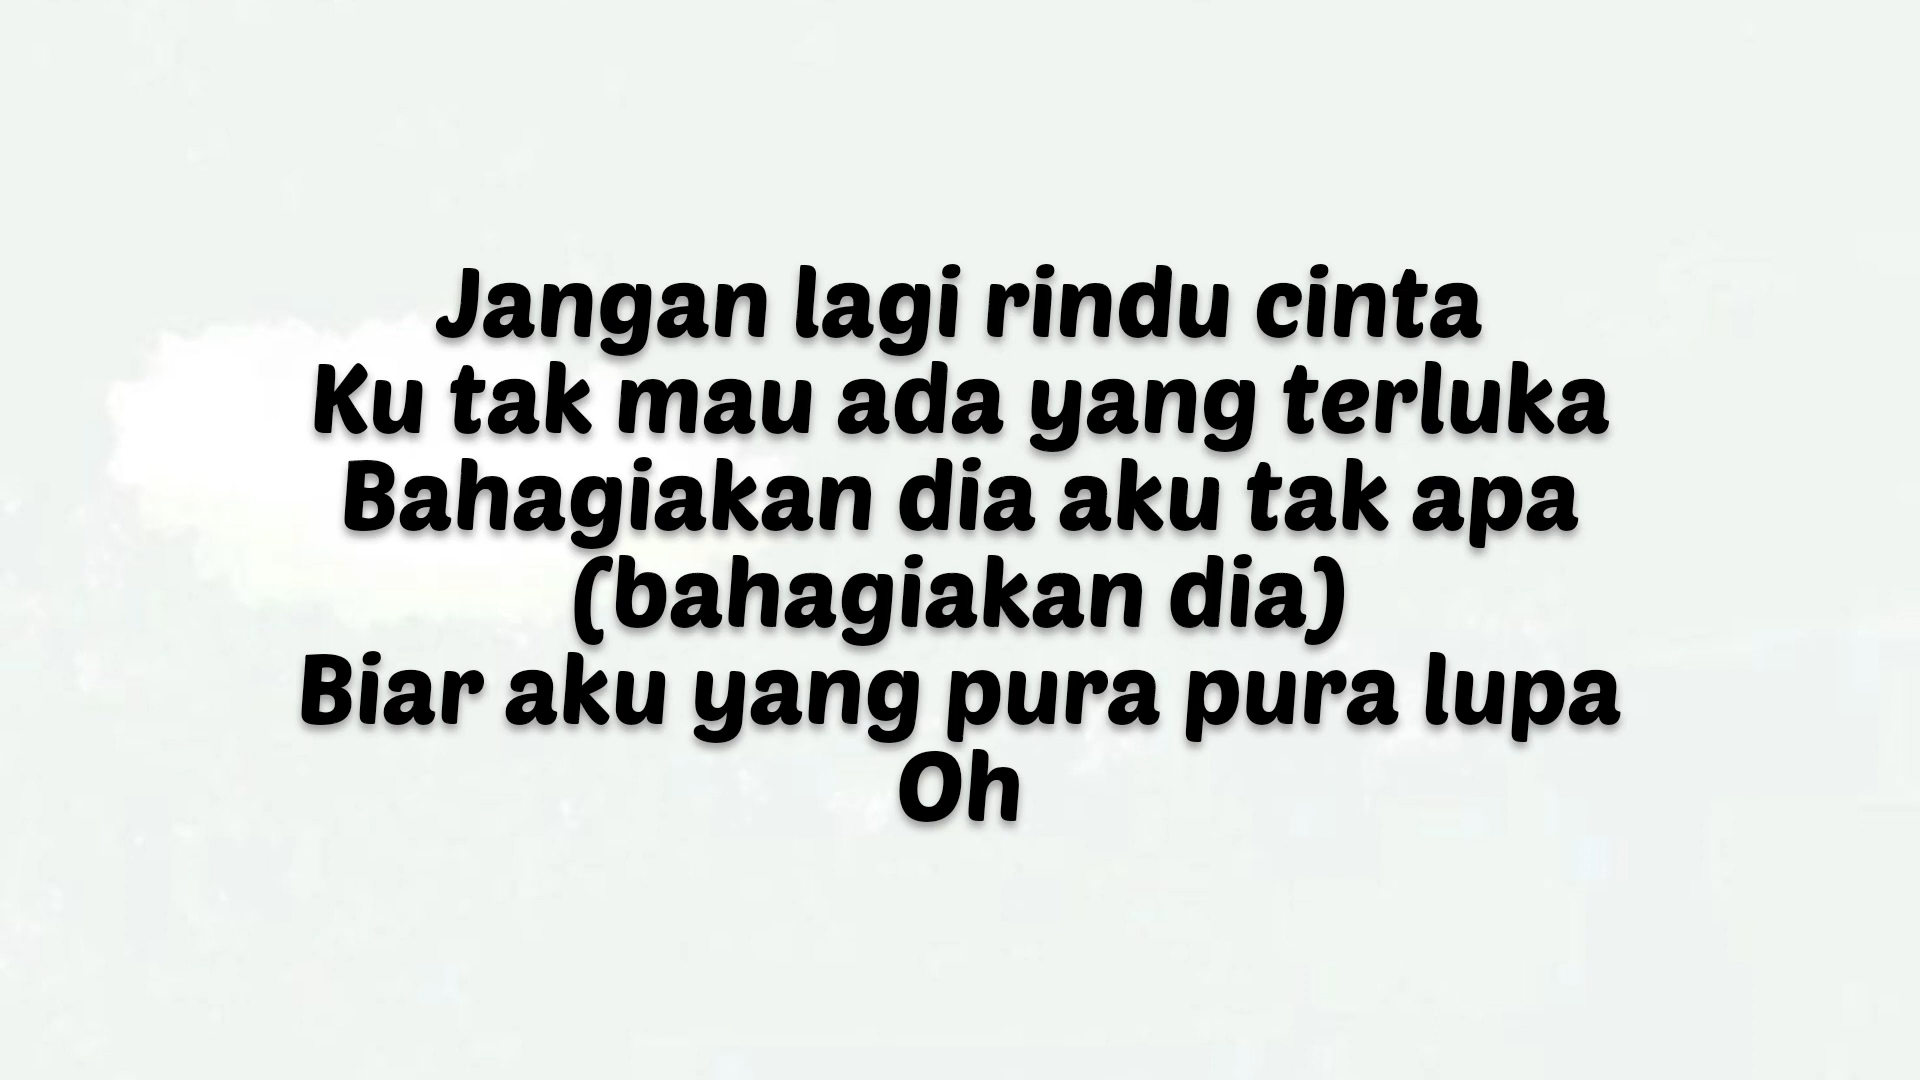 Jangan lagi rindu cinta
Ku tak mau ada yang terluka
Bahagiakan dia aku tak apa
(bahagiakan dia)
Biar aku yang pura pura lupa
Oh